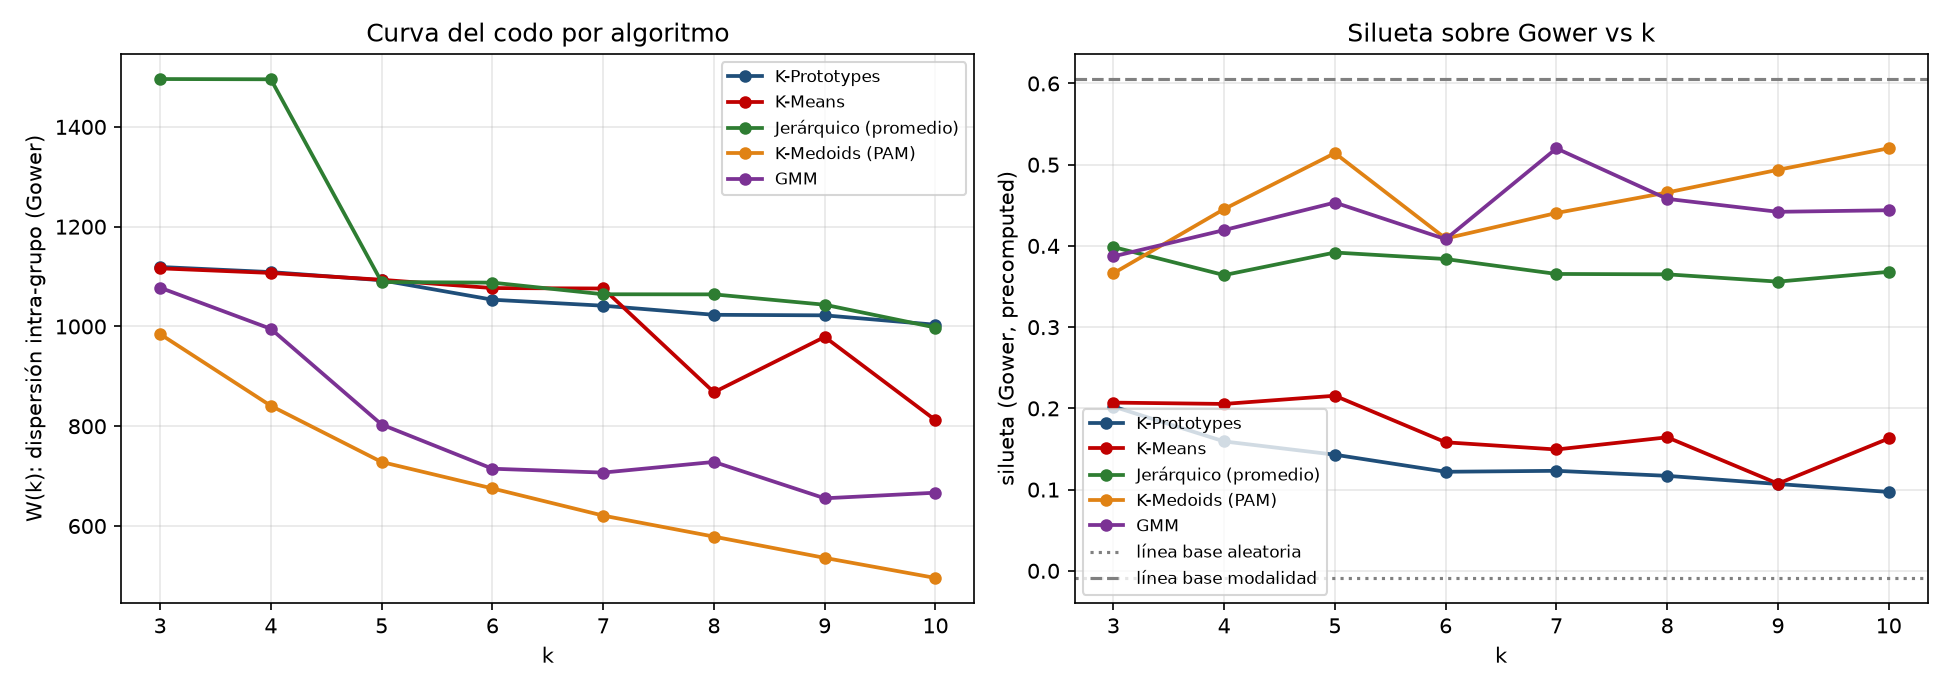 Curva del codo por algoritmo
W(k): dispersión intra-grupo (Gower)
1400
1200
1000
800
600
K-Prototypes
K-Means
Jerárquico (promedio)
K-Medoids (PAM)
GMM
3 4 5 6 7 8 9 10
k
Silueta sobre Gower vs k
silueta (Gower, precomputed)
0.6
0.5
0.4
0.3
0.2
0.1
0.0
K-Prototypes
K-Means
Jerárquico (promedio)
K-Medoids (PAM)
GMM
línea base aleatoria
línea base modalidad
3 4 5 6 7 8 9 10
k